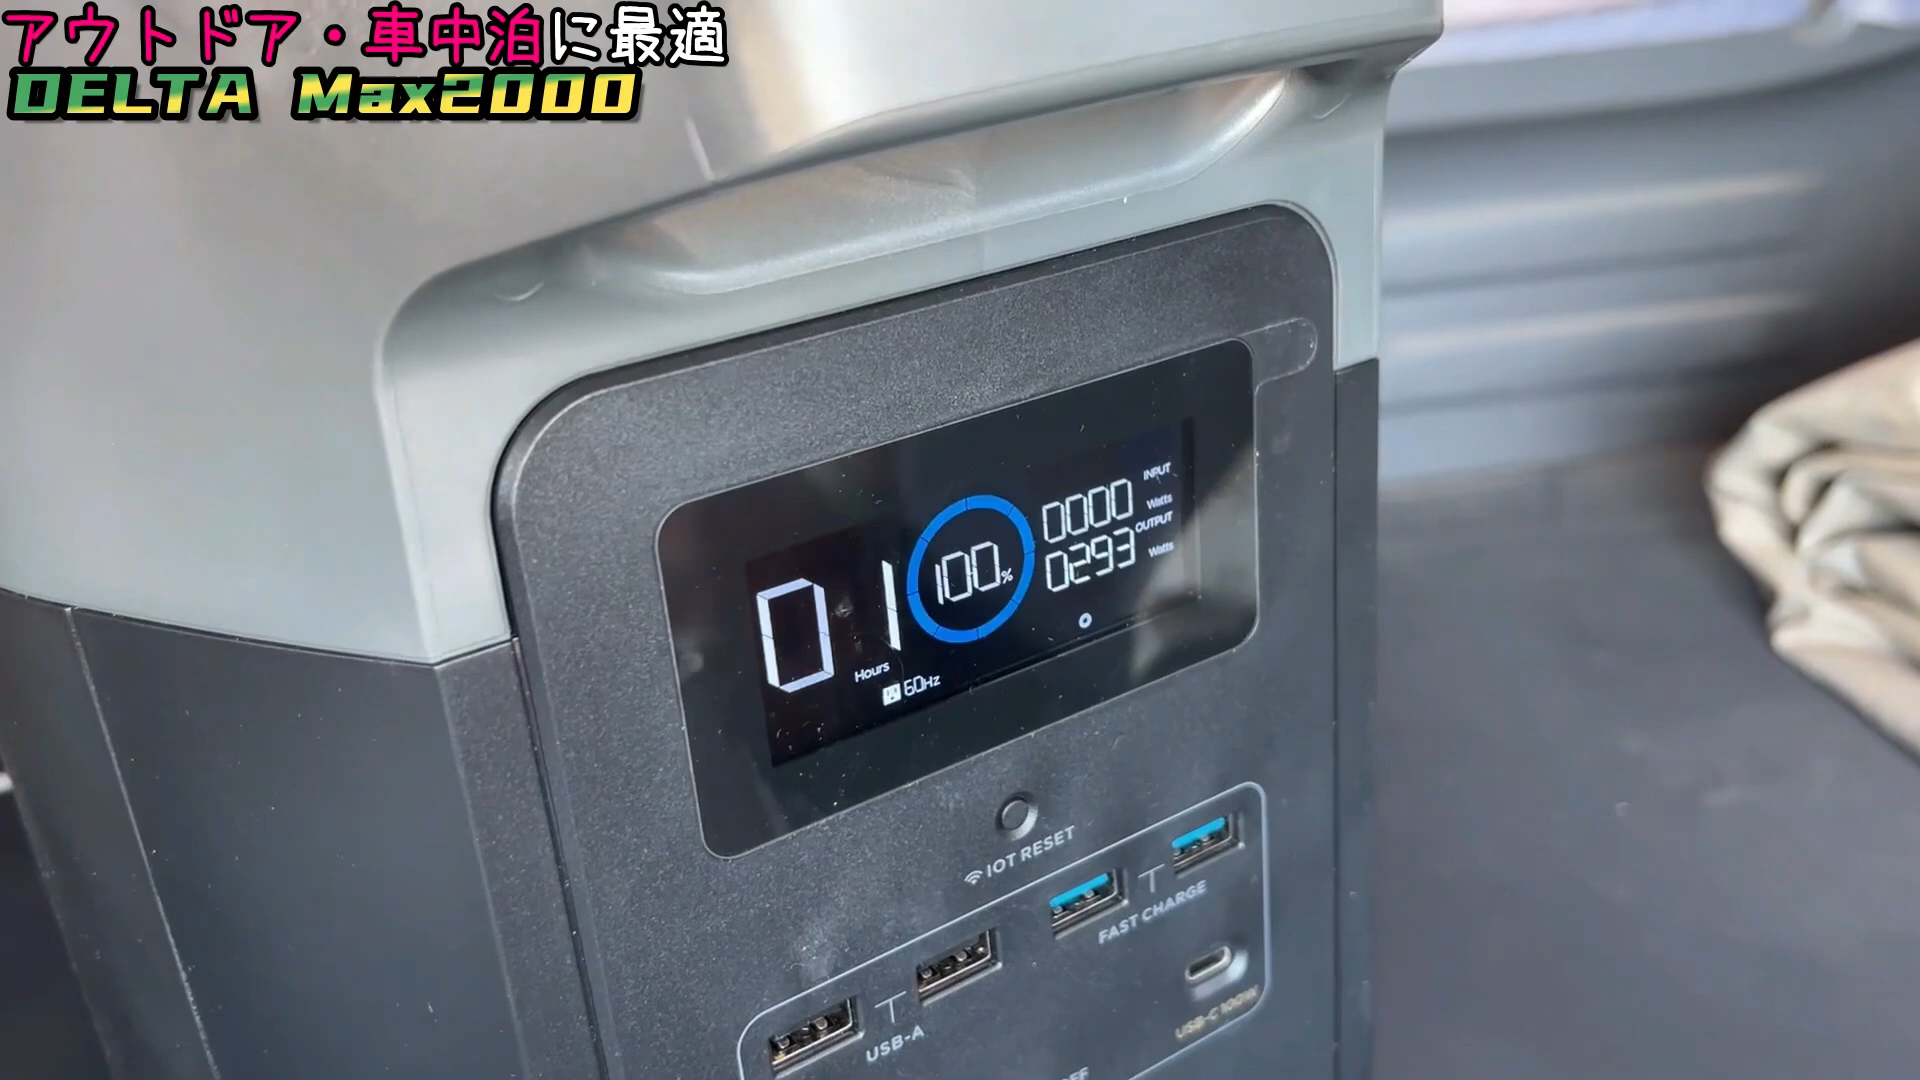 アウトドア・車中泊に最適
DELTA Max2000
INPUT
0000 Watts
OUTPUT
0293 Watts
100%
01 Hours
60Hz
IOT RESET
FAST CHARGE
USB-A
USB-C 100W